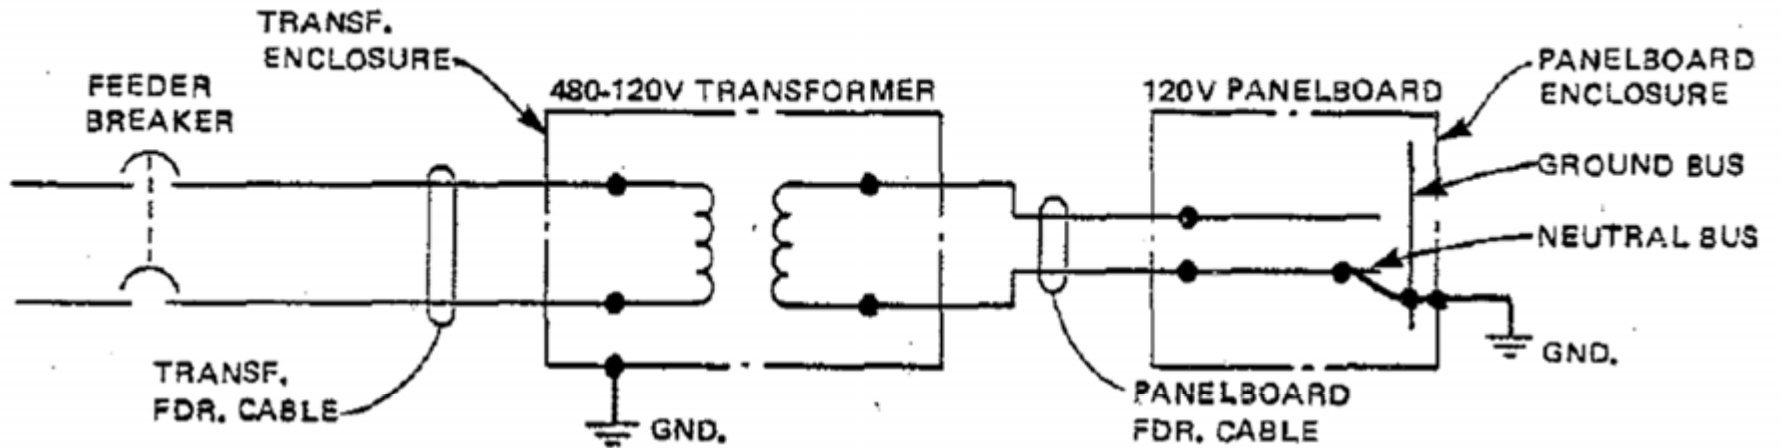 TRANSF.
ENCLOSURE
FEEDER
BREAKER
480-120V TRANSFORMER
120V PANELBOARD
PANELBOARD
ENCLOSURE
GROUND BUS
NEUTRAL BUS
GND.
TRANSF.
FDR. CABLE
GND.
PANELBOARD
FDR. CABLE